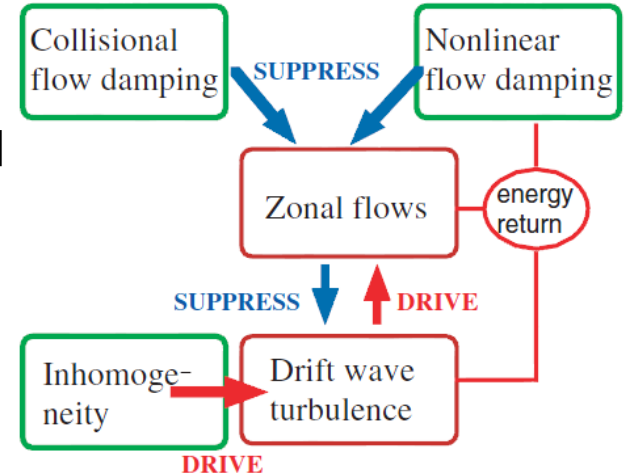 Collisional
flow damping
SUPPRESS
Nonlinear
flow damping
Zonal flows
energy
return
SUPPRESS
DRIVE
Inhomoge-
neity
Drift wave
turbulence
DRIVE